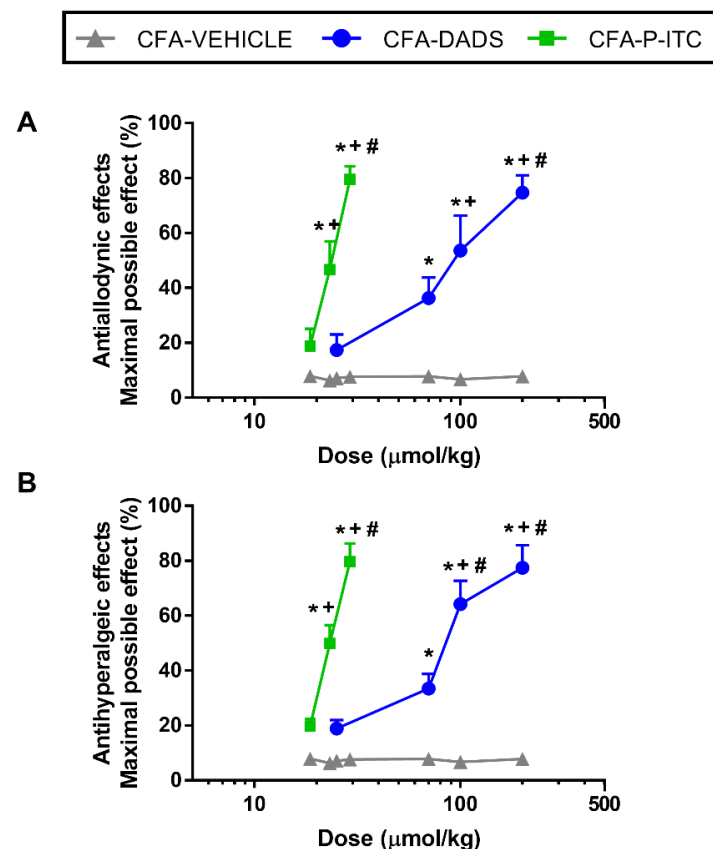 CFA-VEHICLE CFA-DADS CFA-P-ITC
A
Antiallodynic effects
Maximal possible effect (%)
100
80
60
40
20
0
* + #
* +
*
* +
* + #
10 100 500
Dose (μmol/kg)
B
Antihyperalgeic effects
Maximal possible effect (%)
100
80
60
40
20
0
* + #
* +
*
* + #
* + #
10 100 500
Dose (μmol/kg)